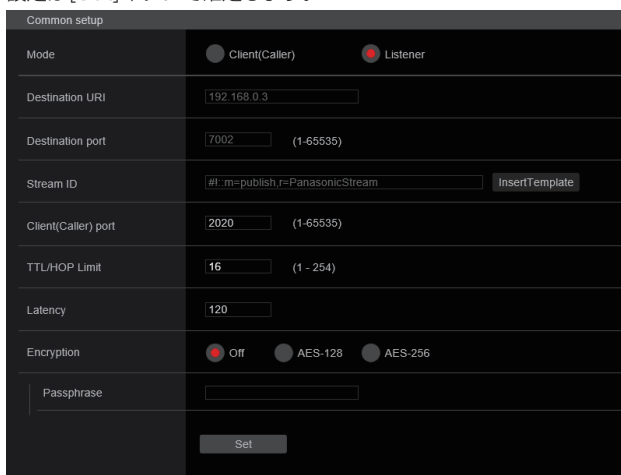 Common setup
Mode Client(Caller) Listener
Destination URI 192.168.0.3
Destination port 7002 (1-65535)
Stream ID #!::m=publish,r=PanasonicStream InsertTemplate
Client(Caller) port 2020 (1-65535)
TTL/HOP Limit 16 (1 - 254)
Latency 120
Encryption Off AES-128 AES-256
Passphrase
Set